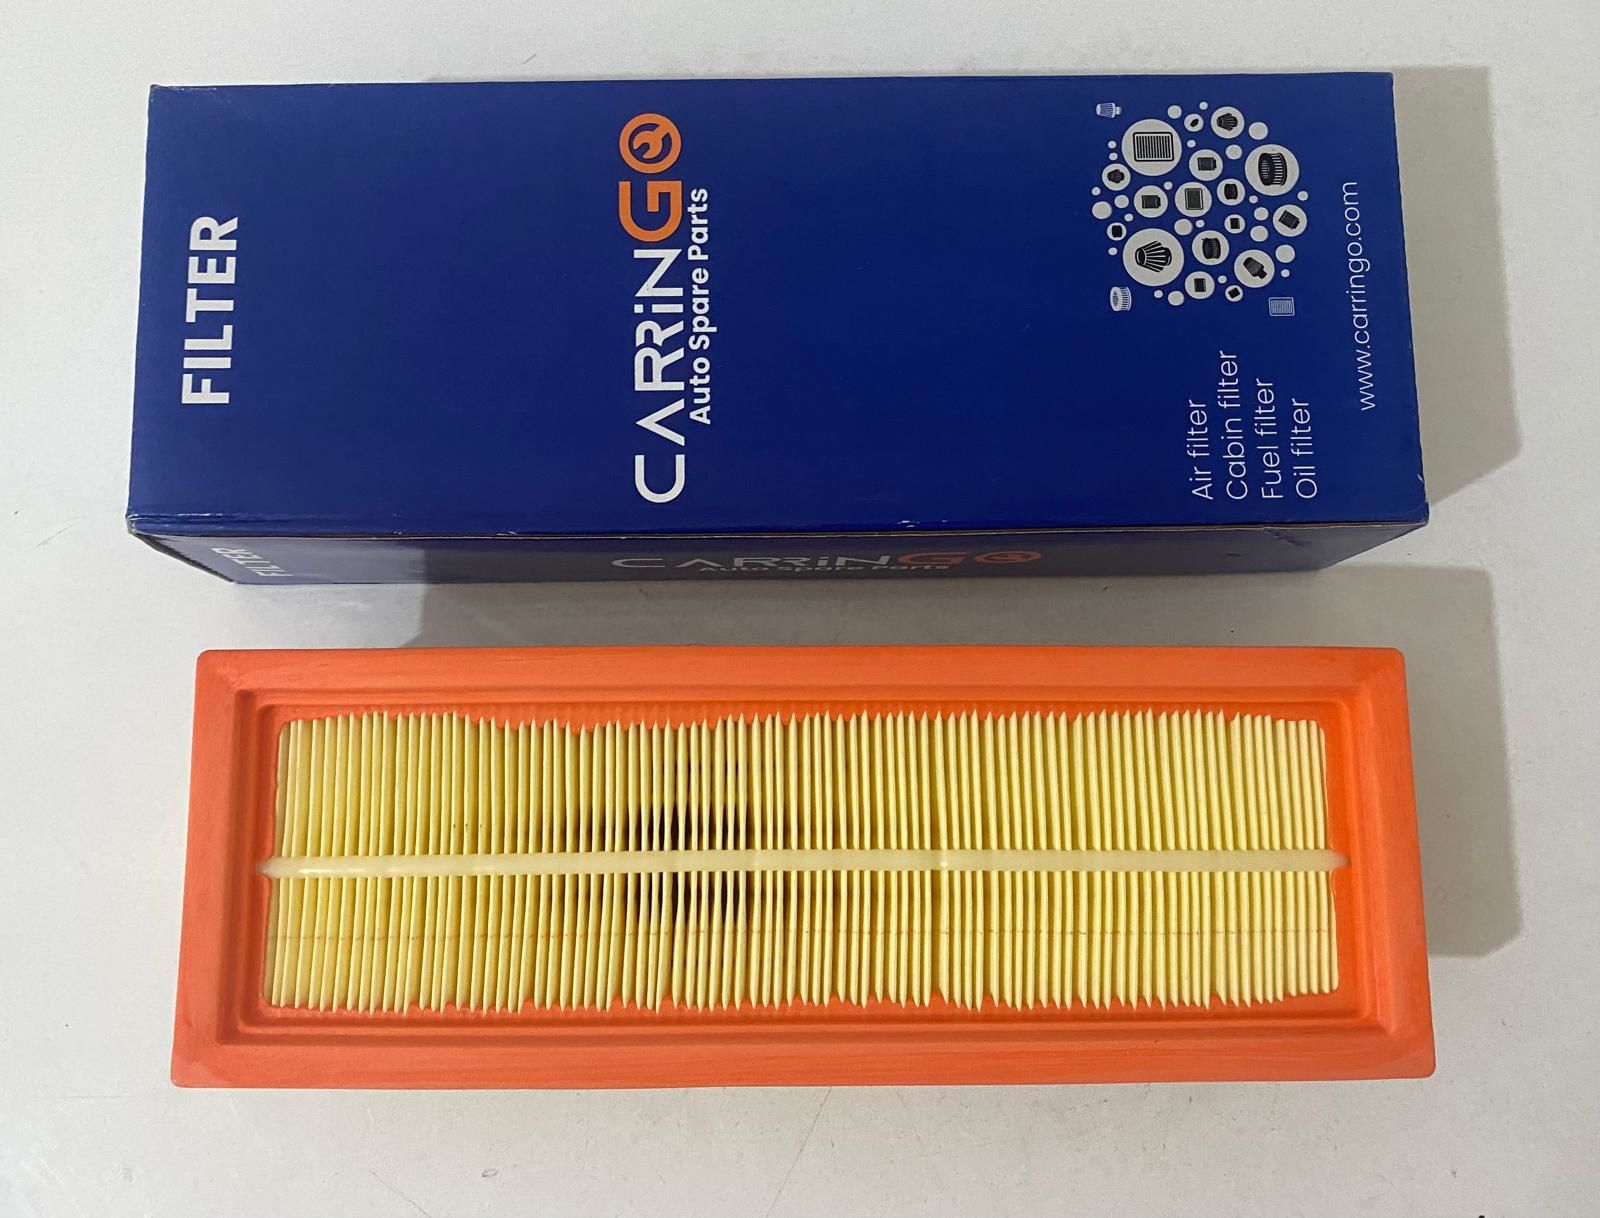 FILTER
CARRiNGO
Auto Spare Parts
Air filter
Cabin filter
Fuel filter
Oil filter
www.carringo.com
FILTER
CARRiNGO
Auto Spare Parts